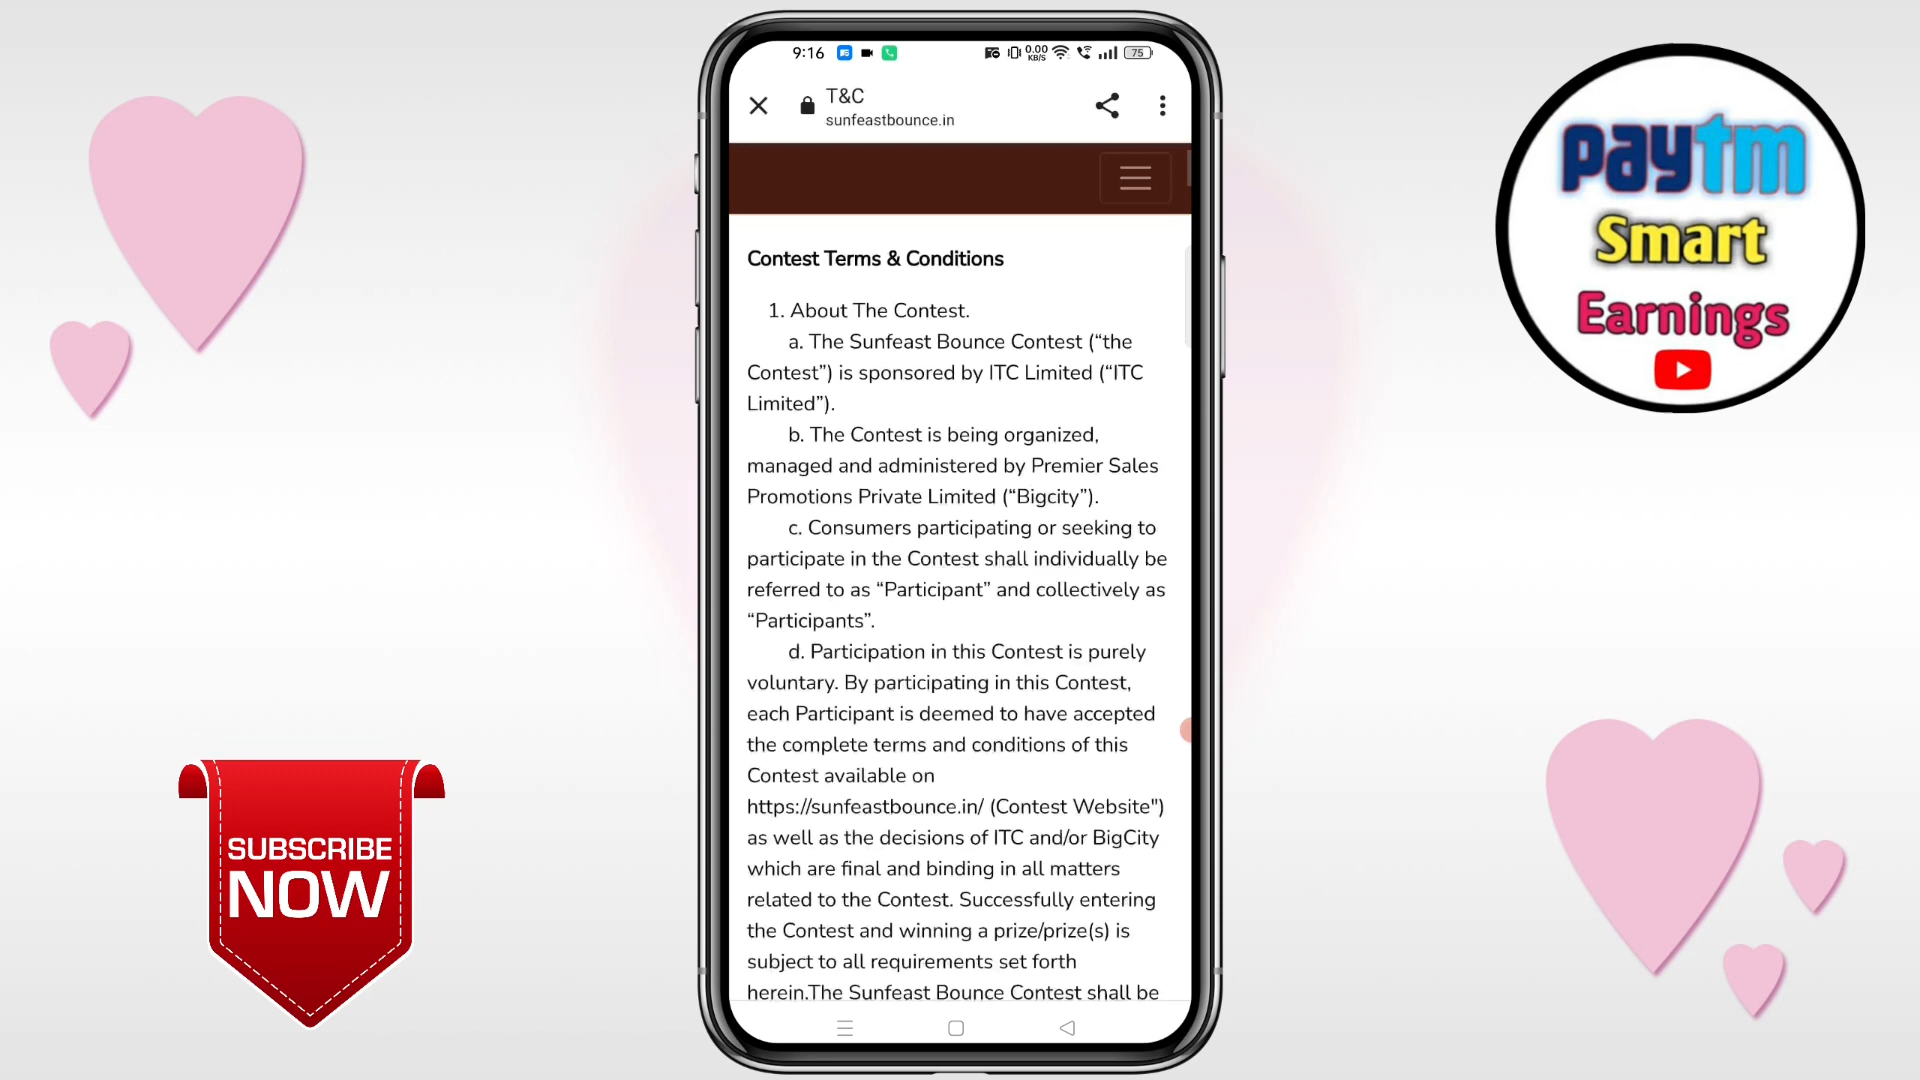 9:16
0.00
KB/S
75
T&C
sunfeastbounce.in
Contest Terms & Conditions
1. About The Contest.
a. The Sunfeast Bounce Contest (“the
Contest”) is sponsored by ITC Limited (“ITC
Limited”).
b. The Contest is being organized,
managed and administered by Premier Sales
Promotions Private Limited (“Bigcity”).
c. Consumers participating or seeking to
participate in the Contest shall individually be
referred to as “Participant” and collectively as
“Participants”.
d. Participation in this Contest is purely
voluntary. By participating in this Contest,
each Participant is deemed to have accepted
the complete terms and conditions of this
Contest available on
https://sunfeastbounce.in/ (Contest Website")
as well as the decisions of ITC and/or BigCity
which are final and binding in all matters
related to the Contest. Successfully entering
the Contest and winning a prize/prize(s) is
subject to all requirements set forth
herein.The Sunfeast Bounce Contest shall be
paytm
Smart
Earnings
SUBSCRIBE
NOW